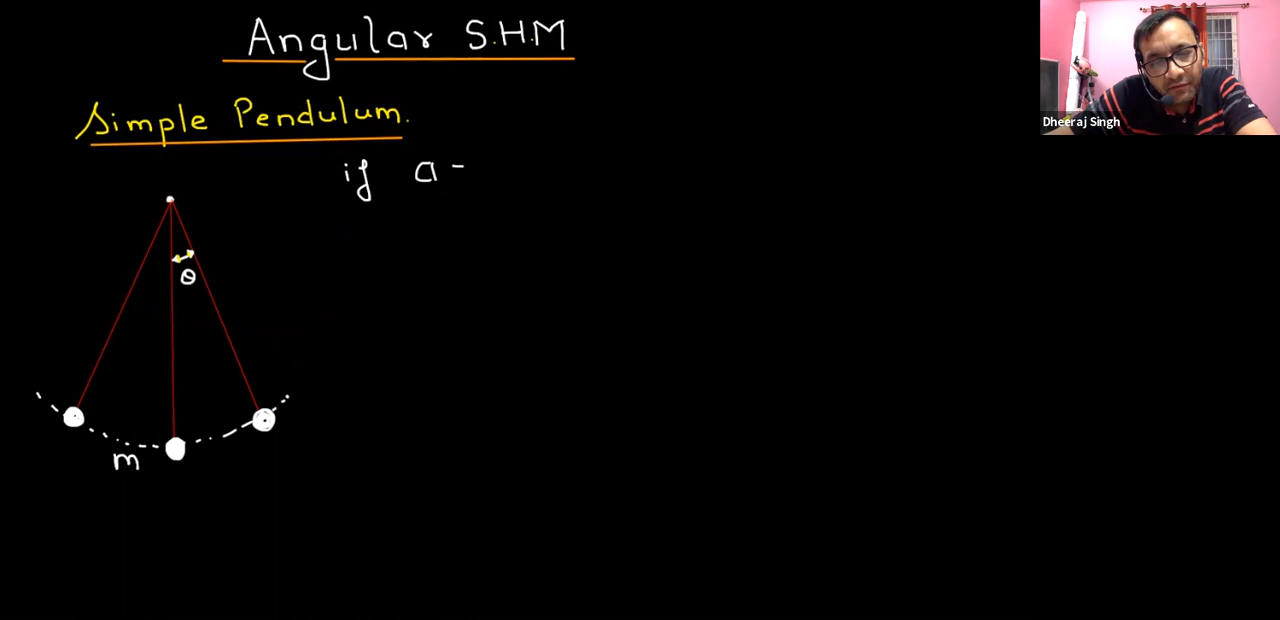 Angular S.H.M
Simple Pendulum.
if a -
θ
m
Dheeraj Singh